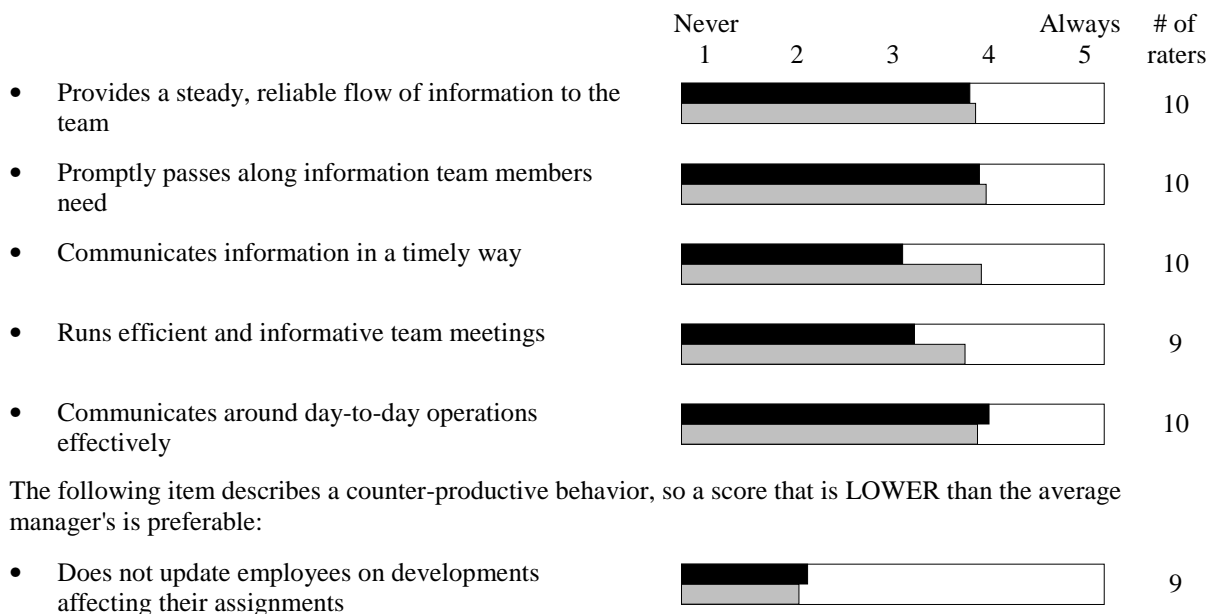 Never Always # of
1 2 3 4 5 raters
• Provides a steady, reliable flow of information to the
team
10
• Promptly passes along information team members
need
10
• Communicates information in a timely way
10
• Runs efficient and informative team meetings
9
• Communicates around day-to-day operations
effectively
10
The following item describes a counter-productive behavior, so a score that is LOWER than the average
manager's is preferable:
• Does not update employees on developments
affecting their assignments
9